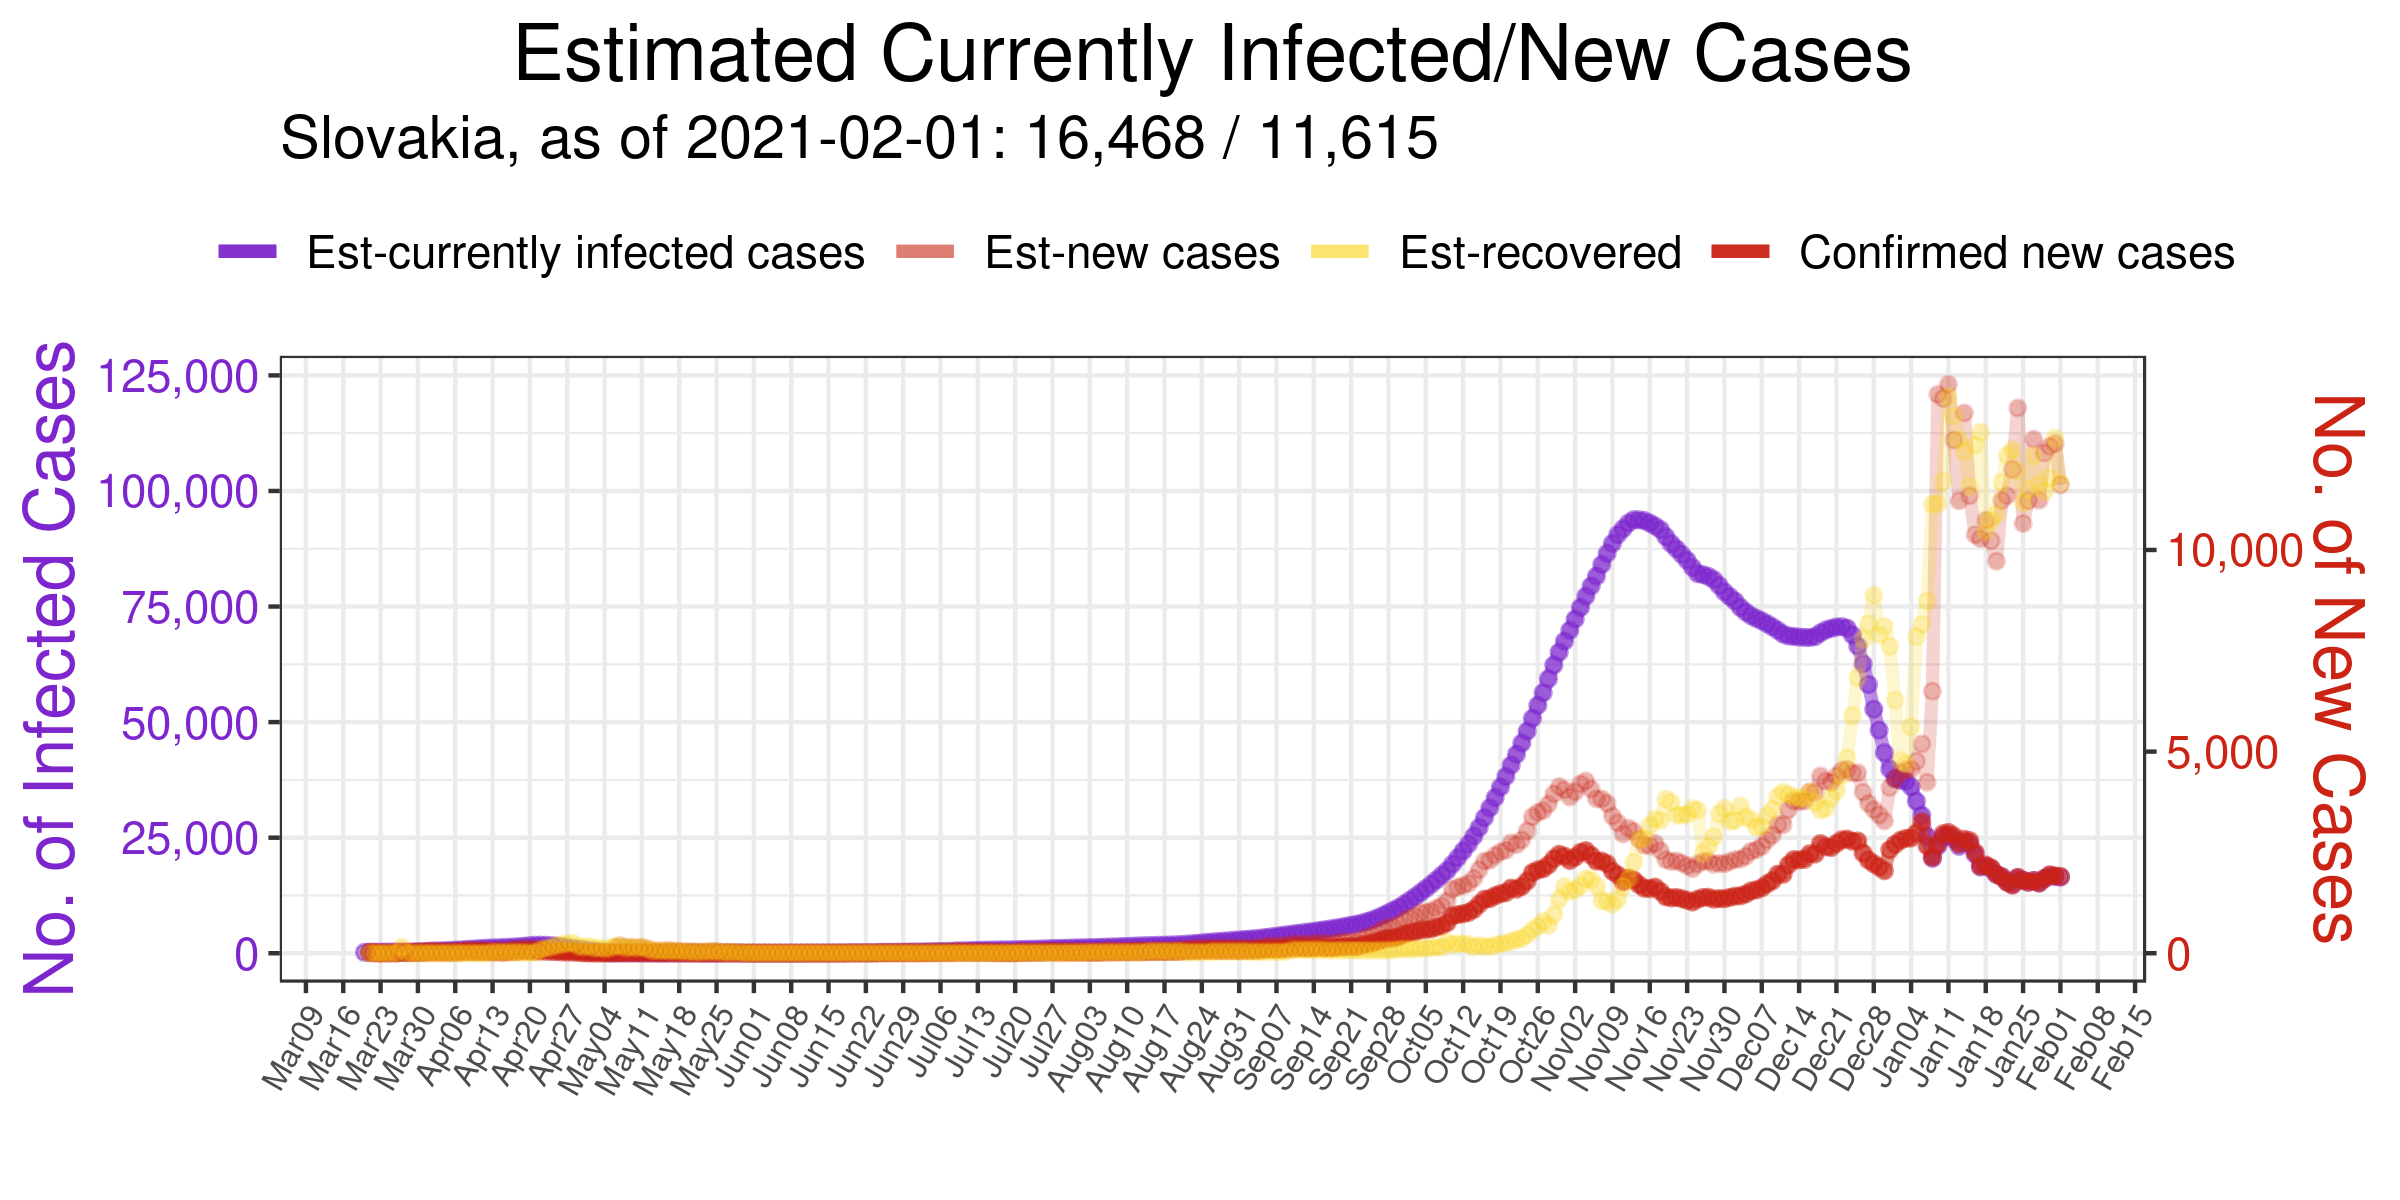 Estimated Currently Infected/New Cases
Slovakia, as of 2021-02-01: 16,468 / 11,615
Est-currently infected cases Est-new cases Est-recovered Confirmed new cases
No. of Infected Cases
125,000
100,000
75,000
50,000
25,000
0
10,000
5,000
0
No. of New Cases
Mar09 Mar16 Mar23 Mar30 Apr06 Apr13 Apr20 Apr27 May04 May11 May18 May25 Jun01 Jun08 Jun15 Jun22 Jun29 Jul06 Jul13 Jul20 Jul27 Aug03 Aug10 Aug17 Aug24 Aug31 Sep07 Sep14 Sep21 Sep28 Oct05 Oct12 Oct19 Oct26 Nov02 Nov09 Nov16 Nov23 Nov30 Dec07 Dec14 Dec21 Dec28 Dec04 Jan11 Jan18 Jan25 Feb01 Feb08 Feb15